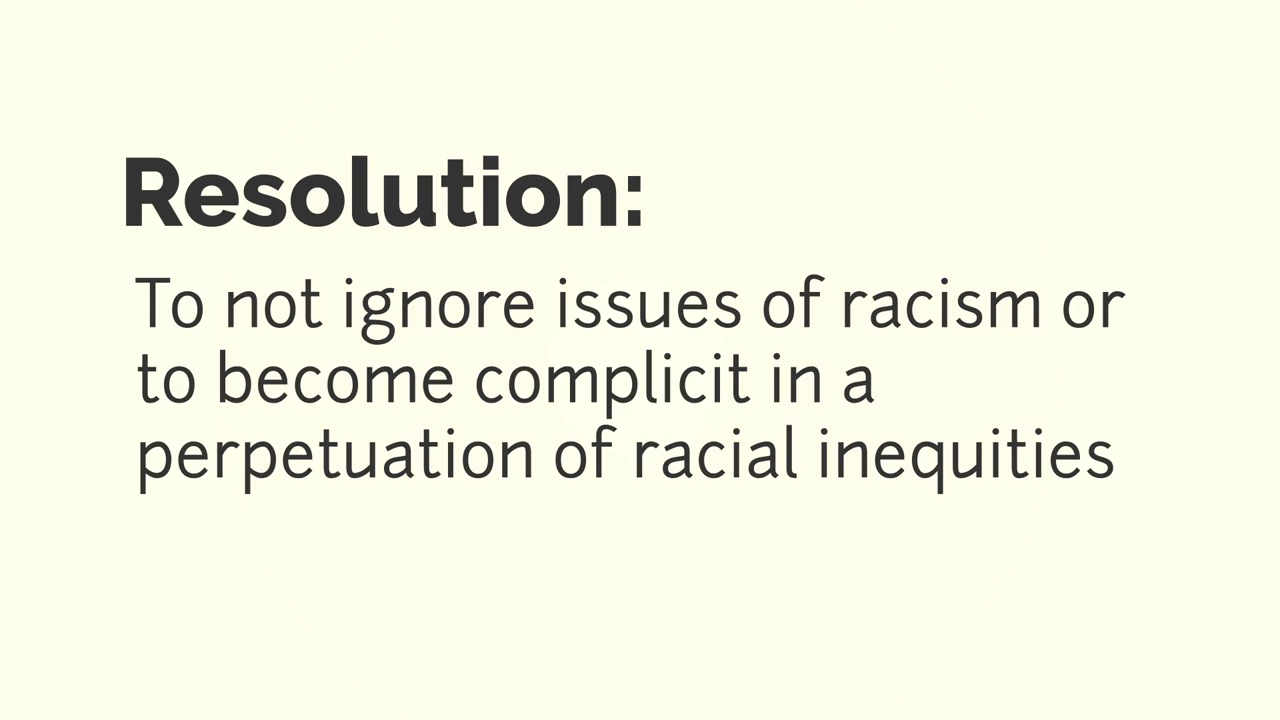 Resolution:
To not ignore issues of racism or
to become complicit in a
perpetuation of racial inequities